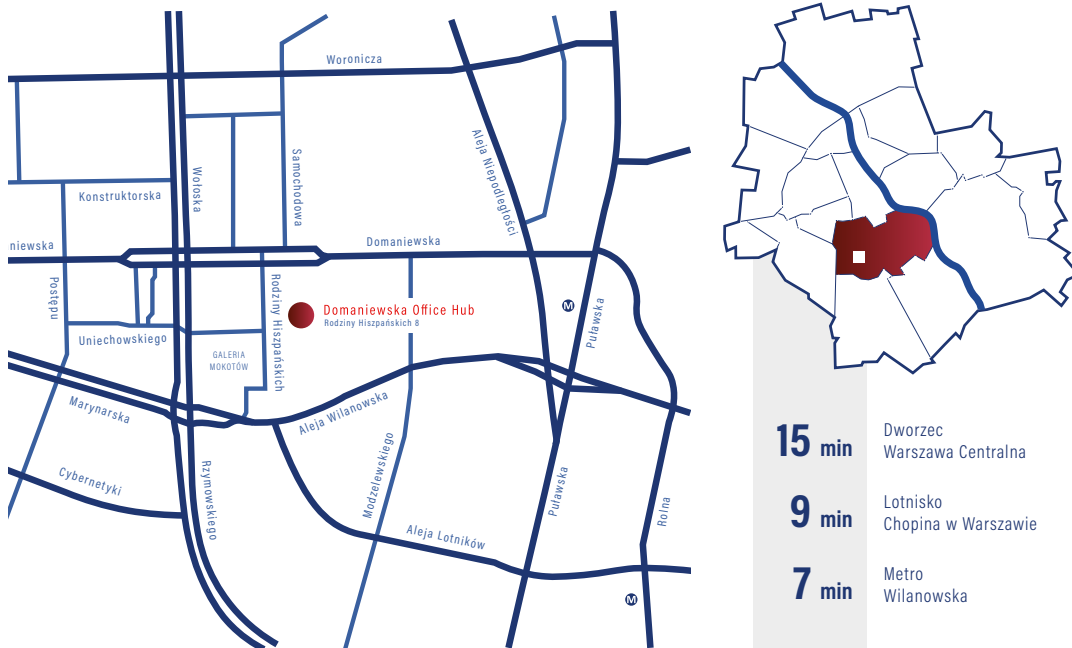 Woronicza
Aleja Niepodległości
Samochodowa
Wołoska
Konstruktorska
niewska
Domaniewska
Postępu
Rodziny Hiszpańskich
Domaniewska Office Hub
Rodziny Hiszpańskich 8
M
Puławska
Uniechowskiego
GALERIA
MOKOTÓW
Marynarska
Aleja Wilanowska
Cybernetyki
Rzymowskiego
Modzelewskiego
Aleja Lotników
Puławska
Rolna
M
15 min
Dworzec
Warszawa Centralna
9 min
Lotnisko
Chopina w Warszawie
7 min
Metro
Wilanowska